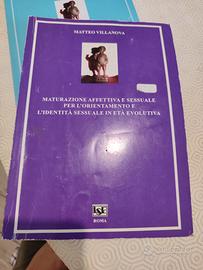 MATTEO VILLANOVA
MATURAZIONE AFFETTIVA E SESSUALE
PER L'ORIENTAMENTO E
L'IDENTITÀ SESSUALE IN ETÀ EVOLUTIVA
ROMA